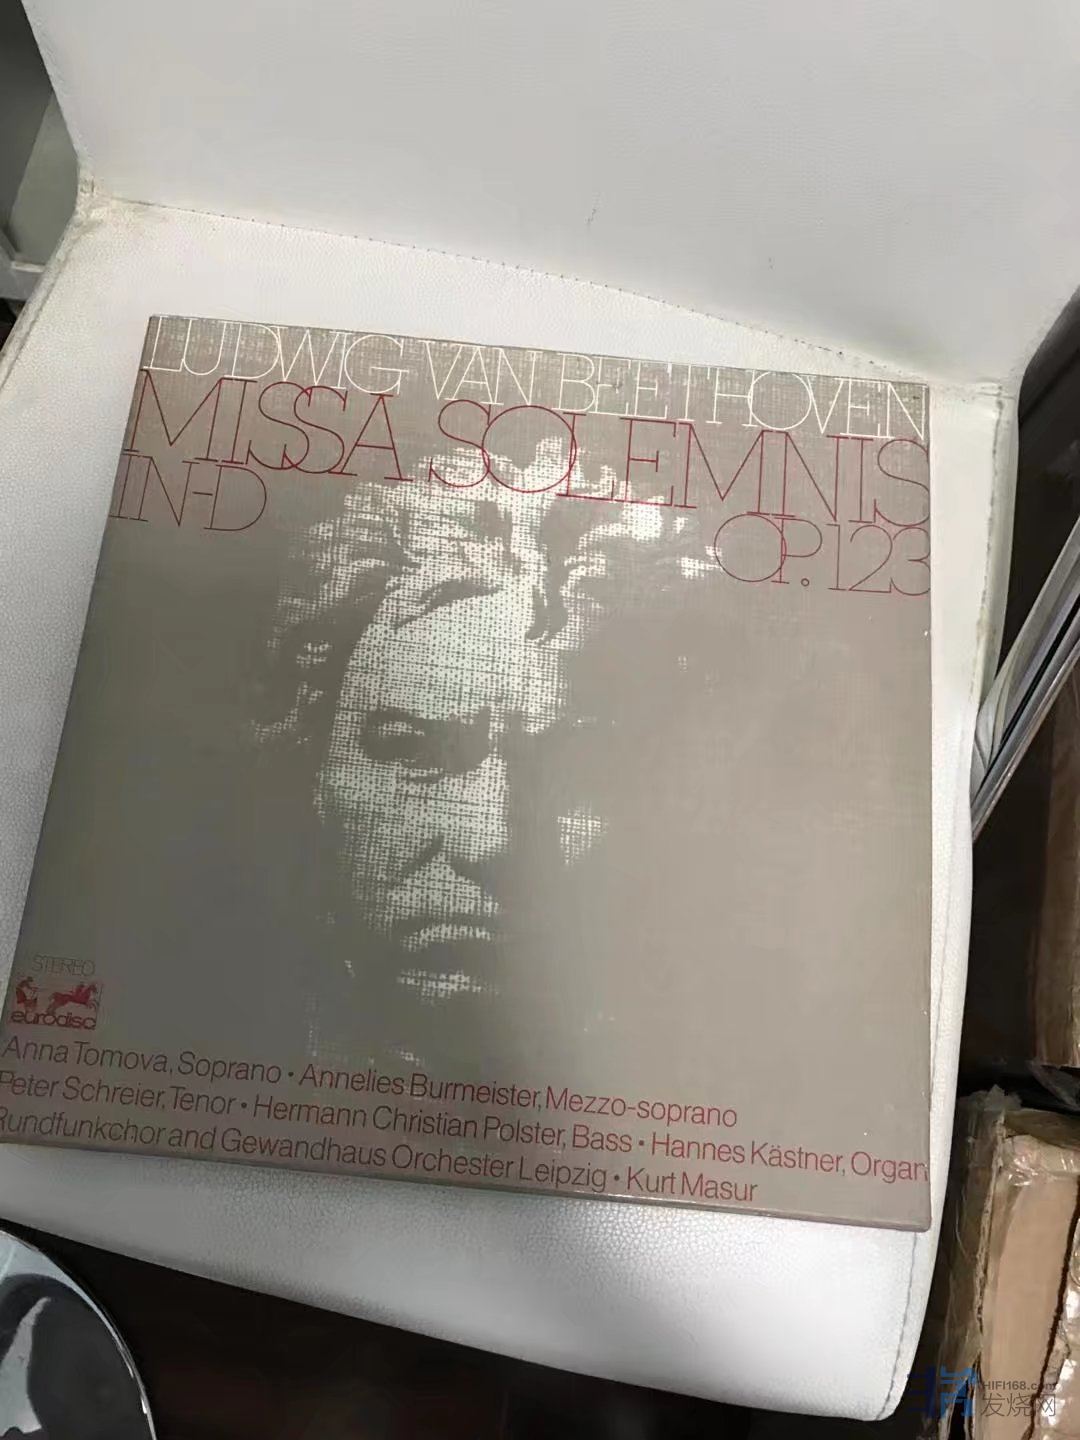 LUDWIG VAN BEETHOVEN
MISSA SOLEMNIS
IN-D
OP. 123
STEREO
eurodisc
Anna Tomova, Soprano • Annelies Burmeister, Mezzo-soprano
Peter Schreier, Tenor • Hermann Christian Polster, Bass • Hannes Kästner, Organ
Rundfunkchor and Gewandhaus Orchester Leipzig • Kurt Masur
HIFI168.com
发烧网